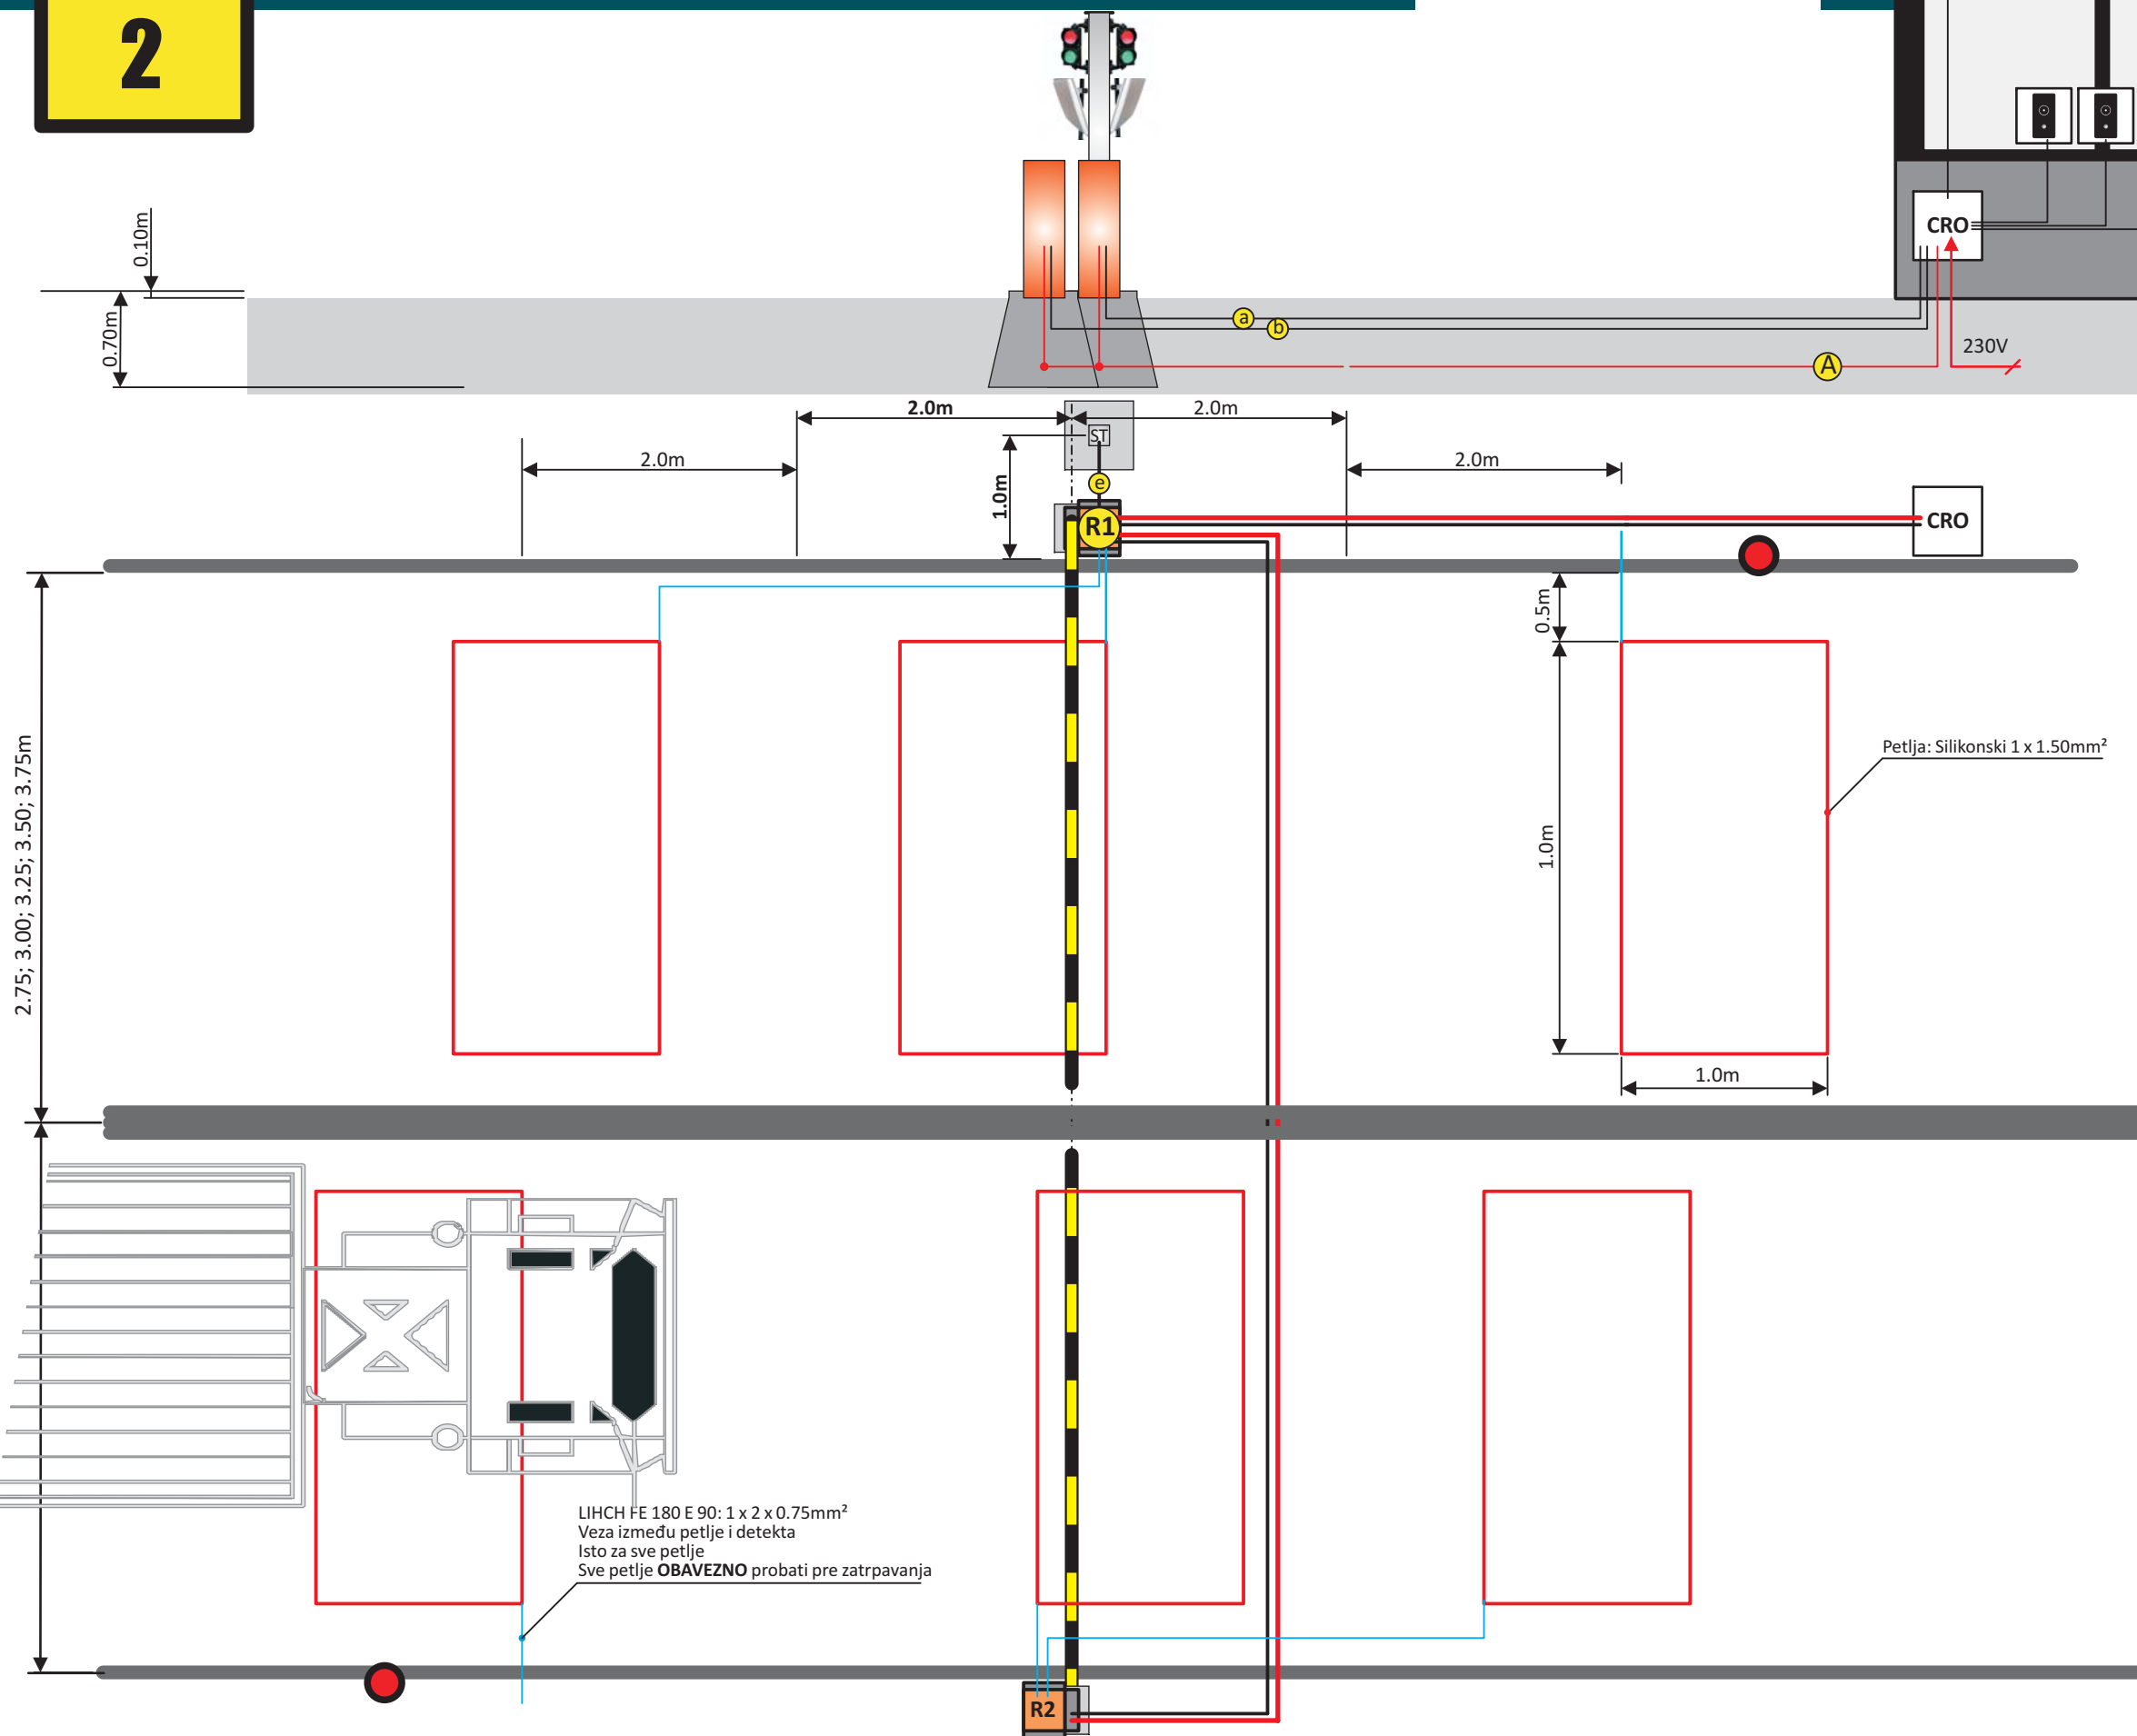 2
0.10m
0.70m
CRO
a
b
A
230V
2.0m
2.0m
ST
2.0m
2.0m
e
1.0m
R1
CRO
0.5m
2.75; 3.00; 3.25; 3.50; 3.75m
Petlja: Silikonski 1 x 1.50mm²
1.0m
1.0m
LIHCH FE 180 E 90: 1 x 2 x 0.75mm²
Veza između petlje i detekta
Isto za sve petlje
Sve petlje OBAVEZNO probati pre zatrpavanja
R2